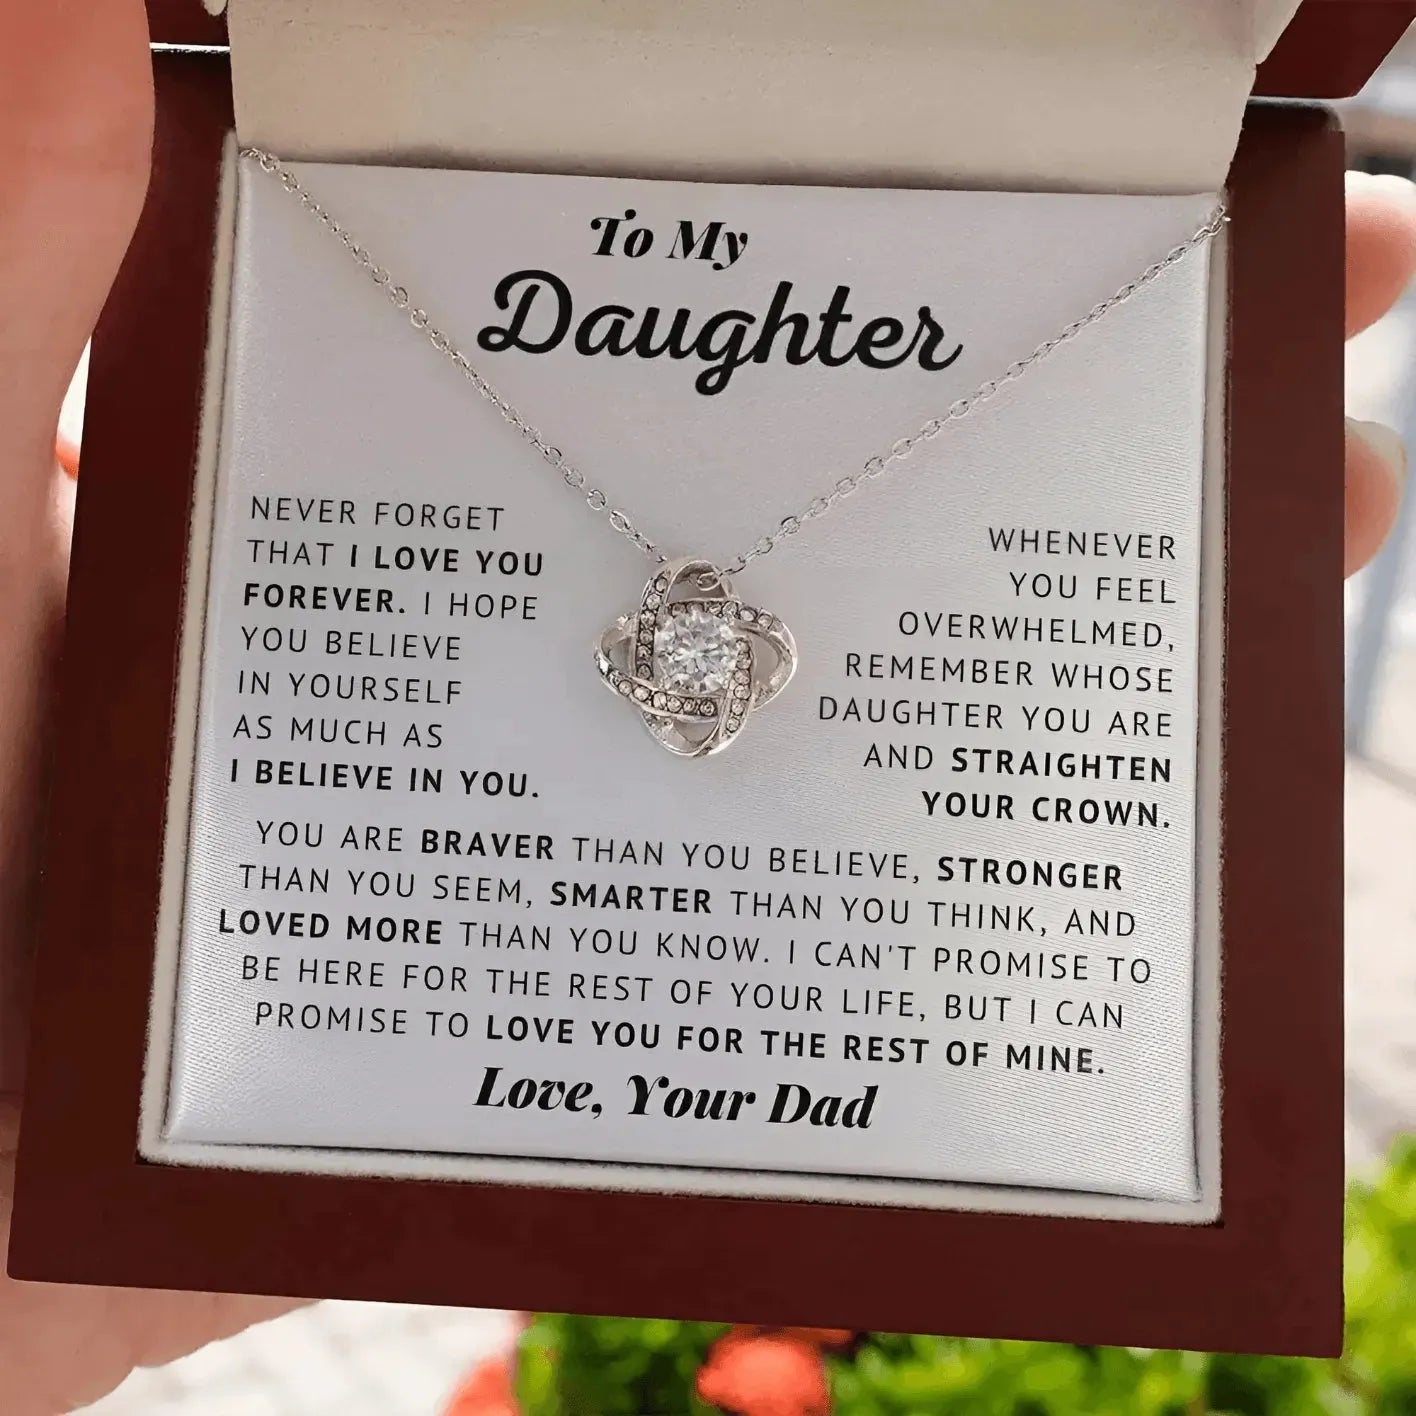 To My
Daughter
NEVER FORGET
THAT I LOVE YOU
FOREVER. I HOPE
YOU BELIEVE
IN YOURSELF
AS MUCH AS
I BELIEVE IN YOU.
WHENEVER
YOU FEEL
OVERWHELMED,
REMEMBER WHOSE
DAUGHTER YOU ARE
AND STRAIGHTEN
YOUR CROWN.
YOU ARE BRAVER THAN YOU BELIEVE, STRONGER
THAN YOU SEEM, SMARTER THAN YOU THINK, AND
LOVED MORE THAN YOU KNOW. I CAN'T PROMISE TO
BE HERE FOR THE REST OF YOUR LIFE, BUT I CAN
PROMISE TO LOVE YOU FOR THE REST OF MINE.
Love, Your Dad